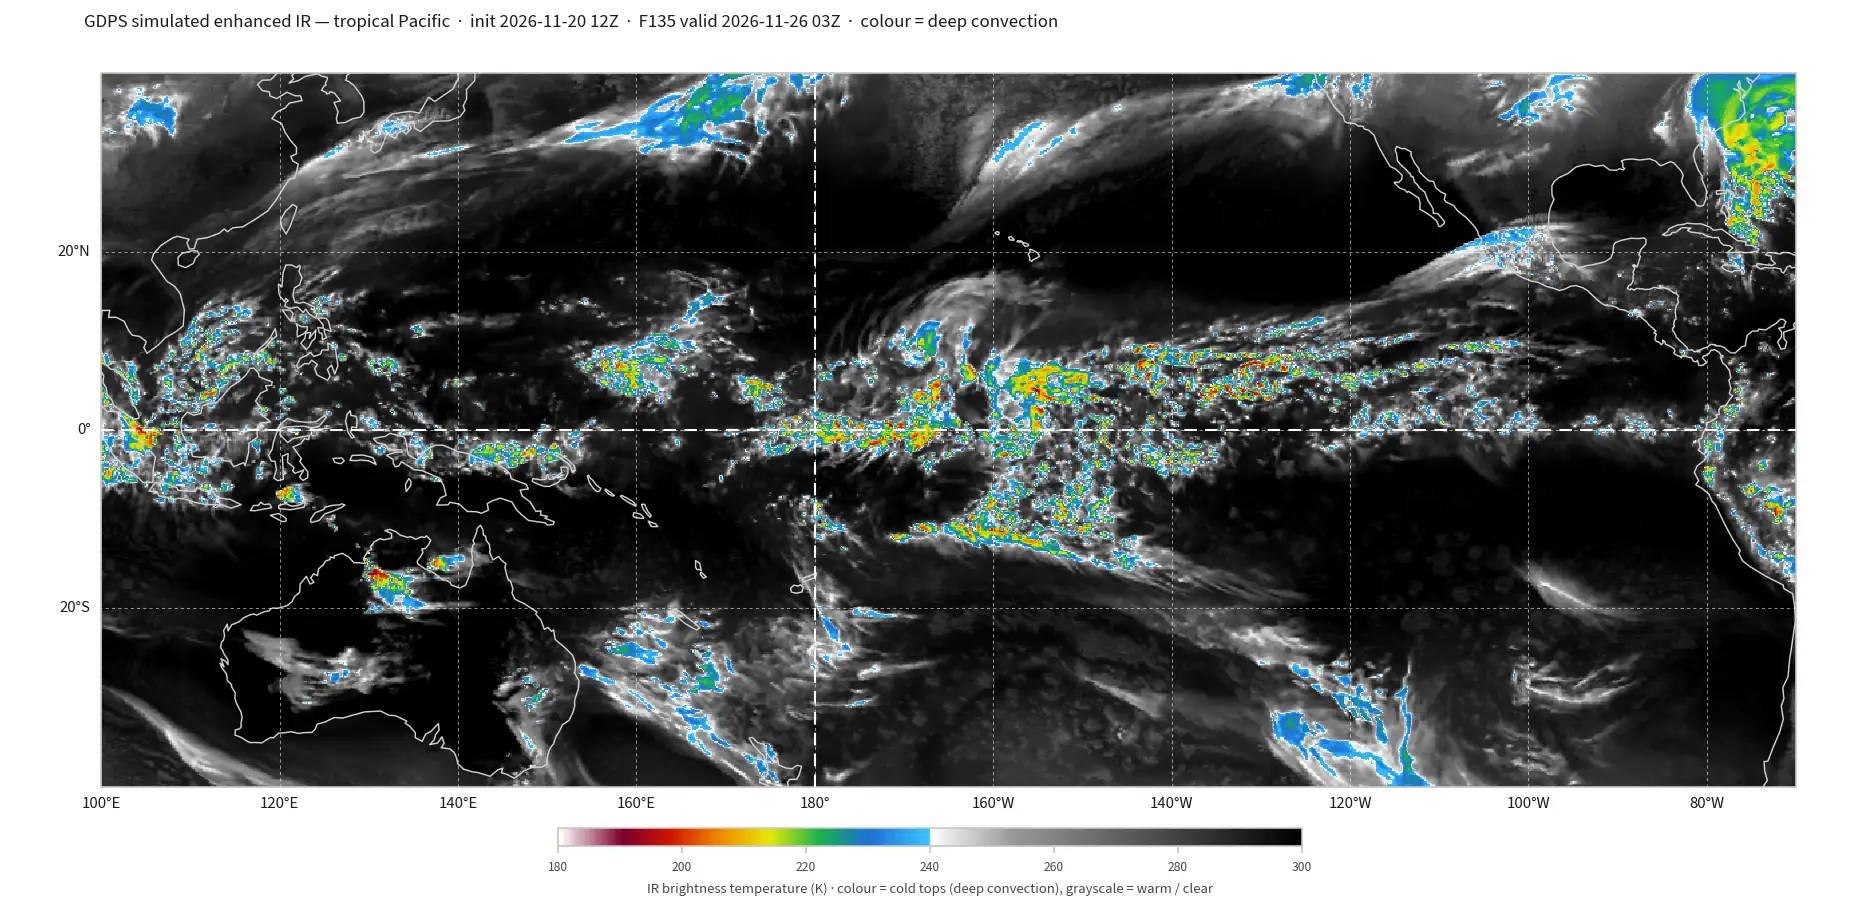 GDPS simulated enhanced IR — tropical Pacific · init 2026-11-20 12Z · F135 valid 2026-11-26 03Z · colour = deep convection
20°N
0°
20°S
100°E 120°E 140°E 160°E 180° 160°W 140°W 120°W 100°W 80°W
180 200 220 240 260 280 300
IR brightness temperature (K) · colour = cold tops (deep convection), grayscale = warm / clear